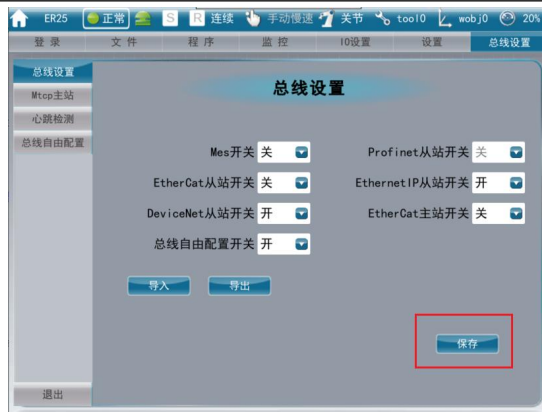 ER25 正常 S R 连续 手动慢速 关节 tool0 wobj0 20%
登录 文件 程序 监控 IO设置 设置 总线设置
总线设置
Mtcp主站
心跳检测
总线自由配置
总线设置
Mes开关 关 Profinet从站开关 关
EtherCat从站开关 关 EthernetIP从站开关 开
DeviceNet从站开关 开 EtherCat主站开关 关
总线自由配置开关 开
导入 导出
保存
退出